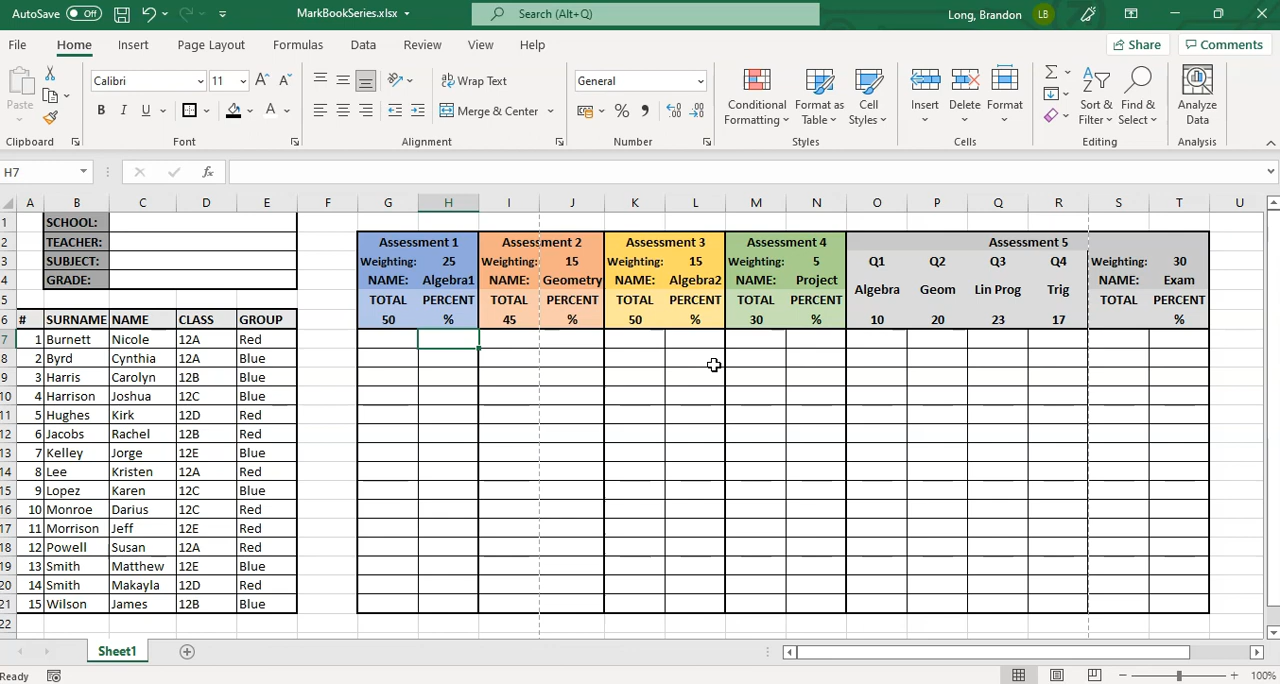 AutoSave Off MarkBookSeries.xlsx Search (Alt+Q) Long, Brandon LB
File Home Insert Draw Page Layout Formulas Data Review View Help Share Comments
Paste Calibri 11 A A Wrap Text General Conditional Formatting Format as Table Cell Styles Insert Delete Format Sort & Filter Find & Select Analyze Data
B I U A Merge & Center % ,
Clipboard Font Alignment Number Styles Cells Editing Analysis
H7 fx
A B C D E F G H I J K L M N O P Q R S T U
1 SCHOOL:
2 TEACHER: Assessment 1 Assessment 2 Assessment 3 Assessment 4 Assessment 5
3 SUBJECT: Weighting: 25 Weighting: 15 Weighting: 15 Weighting: 5 Q1 Q2 Q3 Q4 Weighting: 30
4 GRADE: NAME: Algebra1 NAME: Geometry NAME: Algebra2 NAME: Project Algebra Geom Lin Prog Trig NAME: Exam
5 TOTAL PERCENT TOTAL PERCENT TOTAL PERCENT TOTAL PERCENT TOTAL PERCENT
6 # SURNAME NAME CLASS GROUP 50 % 45 % 50 % 30 % 10 20 23 17 %
7 1 Burnett Nicole 12A Red
8 2 Byrd Cynthia 12A Blue
9 3 Harris Carolyn 12B Blue
10 4 Harrison Joshua 12C Blue
11 5 Hughes Kirk 12D Red
12 6 Jacobs Rachel 12B Red
13 7 Kelley Jorge 12E Blue
14 8 Lee Kristen 12A Red
15 9 Lopez Karen 12C Blue
16 10 Monroe Darius 12C Red
17 11 Morrison Jeff 12E Red
18 12 Powell Susan 12A Red
19 13 Smith Matthew 12E Blue
20 14 Smith Makayla 12D Red
21 15 Wilson James 12B Blue
22
Sheet1
Ready 100%